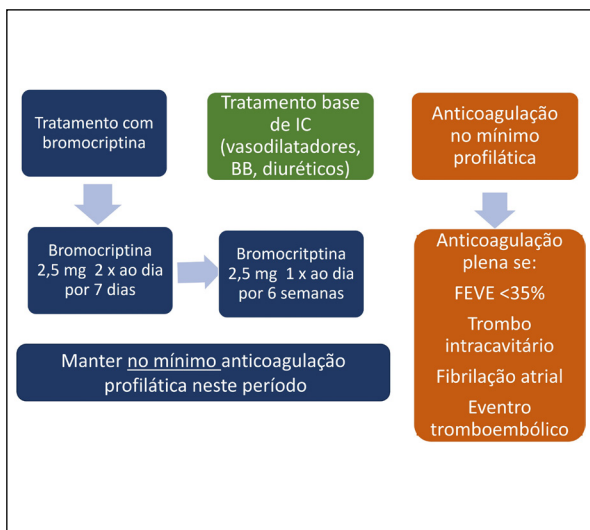 Tratamento com
bromocriptina
Tratamento base
de IC
(vasodilatadores,
BB, diuréticos)
Anticoagulação
no mínimo
profilática
Bromocriptina
2,5 mg 2 x ao dia
por 7 dias
Bromocritptina
2,5 mg 1 x ao dia
por 6 semanas
Anticoagulação
plena se:
FEVE <35%
Trombo
intracavitário
Fibrilação atrial
Eventro
tromboembólico
Manter no mínimo anticoagulação
profilática neste período